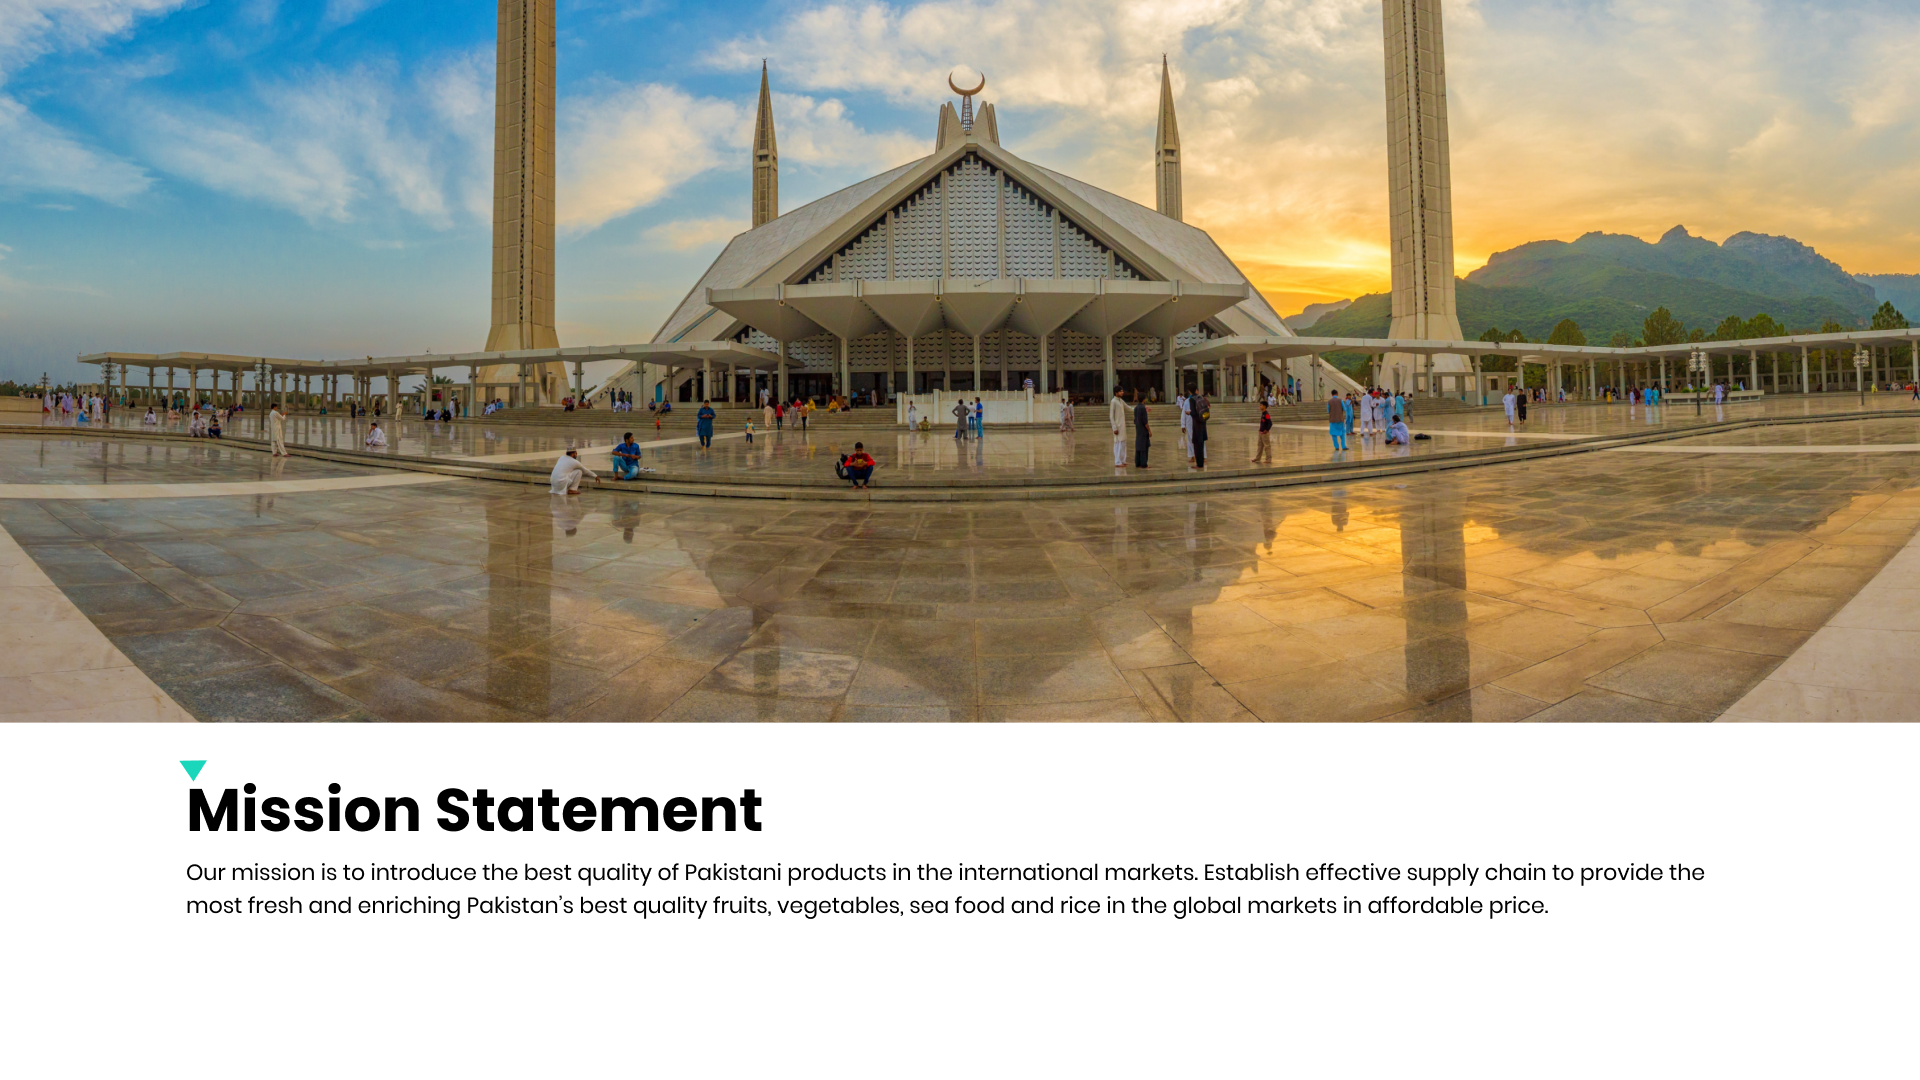 Mission Statement
Our mission is to introduce the best quality of Pakistani products in the international markets. Establish effective supply chain to provide the
most fresh and enriching Pakistan's best quality fruits, vegetables, sea food and rice in the global markets in affordable price.